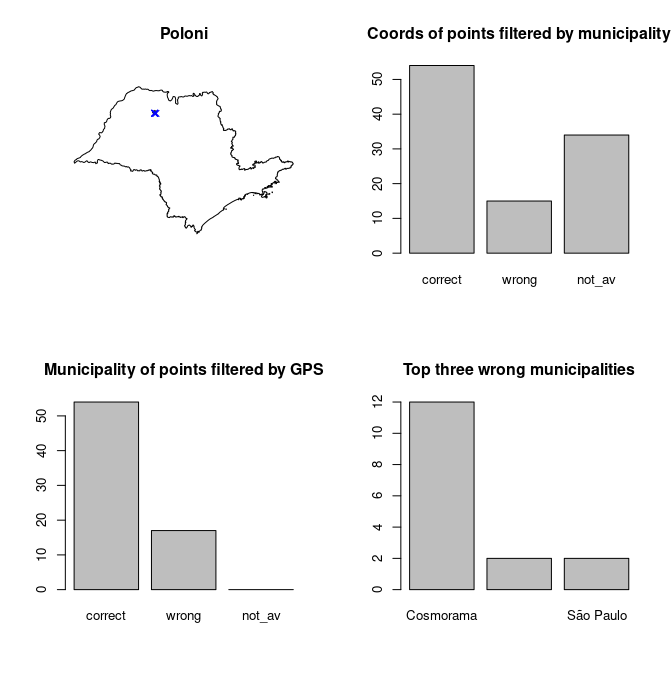 Poloni
Coords of points filtered by municipality
50
40
30
20
10
0
correct wrong not_av
Municipality of points filtered by GPS
50
40
30
20
10
0
correct wrong not_av
Top three wrong municipalities
12
10
8
6
4
2
0
Cosmorama São Paulo